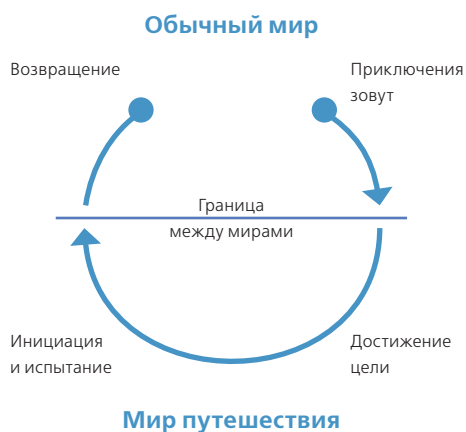 Обычный мир
Возвращение
Приключения
зовут
Граница
между мирами
Инициация
и испытание
Достижение
цели
Мир путешествия